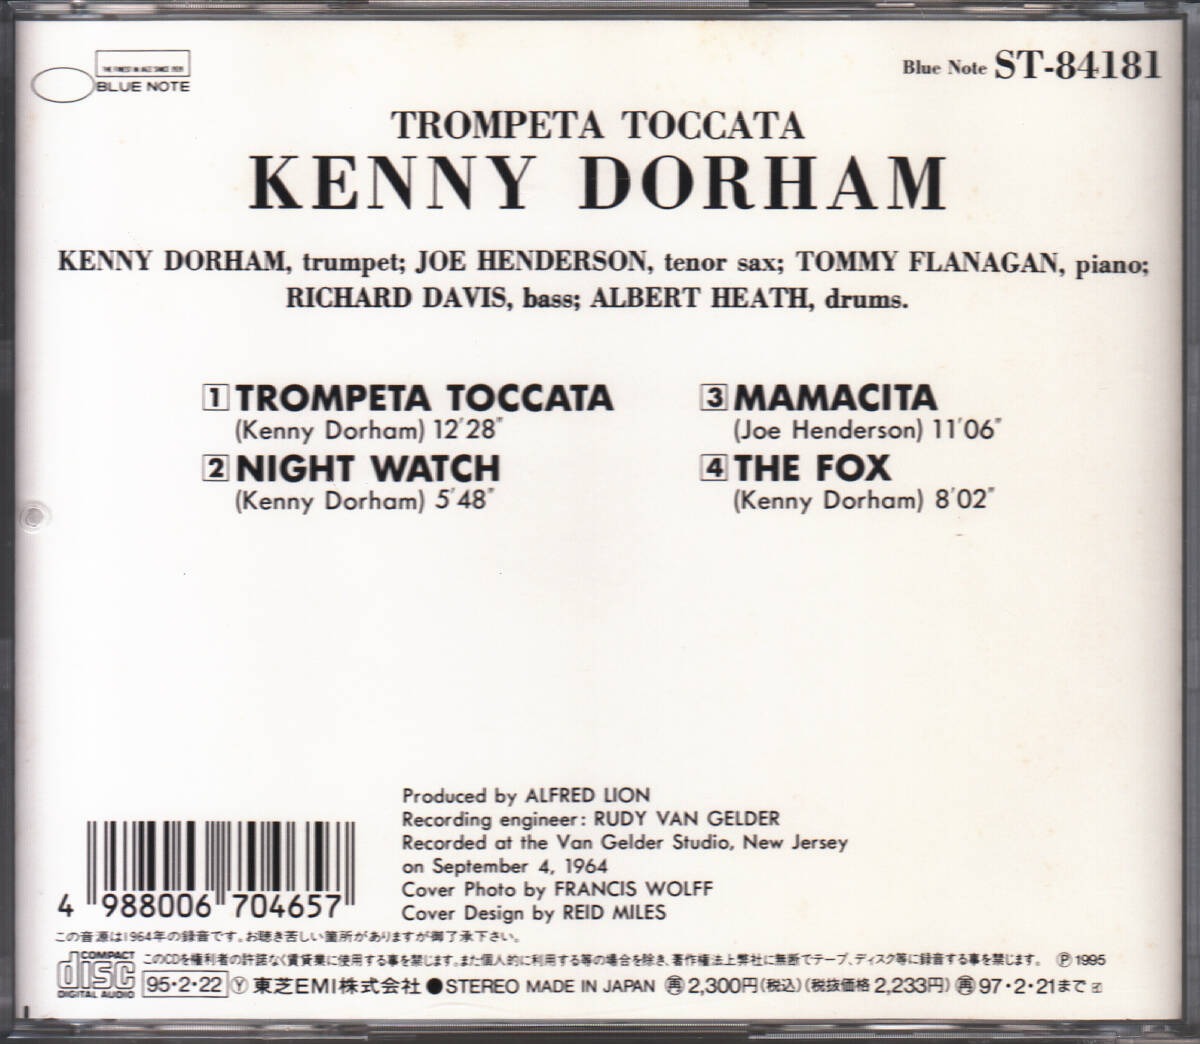 THE FINEST IN JAZZ SINCE 1939
BLUE NOTE
Blue Note ST-84181
TROMPETA TOCCATA
KENNY DORHAM
KENNY DORHAM, trumpet; JOE HENDERSON, tenor sax; TOMMY FLANAGAN, piano;
RICHARD DAVIS, bass; ALBERT HEATH, drums.
1 TROMPETA TOCCATA
(Kenny Dorham) 12'28"
2 NIGHT WATCH
(Kenny Dorham) 5'48"
3 MAMACITA
(Joe Henderson) 11'06"
4 THE FOX
(Kenny Dorham) 8'02"
Produced by ALFRED LION
Recording engineer: RUDY VAN GELDER
Recorded at the Van Gelder Studio, New Jersey
on September 4, 1964
Cover Photo by FRANCIS WOLFF
Cover Design by REID MILES
4 988006 704657
この音源は1964年の録音です。お聴き苦しい箇所がありますが御了承下さい。
COMPACT disc DIGITAL AUDIO
このCDを権利者の許諾なく賃貸業に使用する事を禁じます。また個人的に利用する等の場合を除き、著作権法上弊社に無断でテープ、ディスク等に録音する事を禁じます。 Ⓟ1995
95・2・22 Ⓨ 東芝EMI株式会社 ●STEREO MADE IN JAPAN ㊢2,300円(税込)(税抜価格 2,233円) 再97・2・21まで